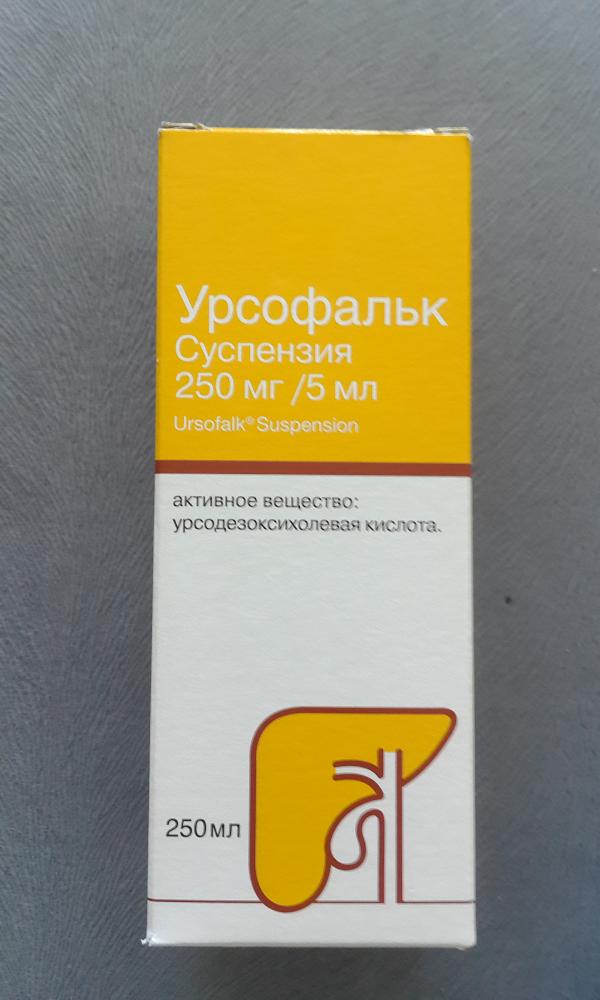 Урсофальк
Суспензия
250 мг /5 мл
Ursofalk® Suspension
активное вещество:
урсодезоксихолевая кислота.
250 мл